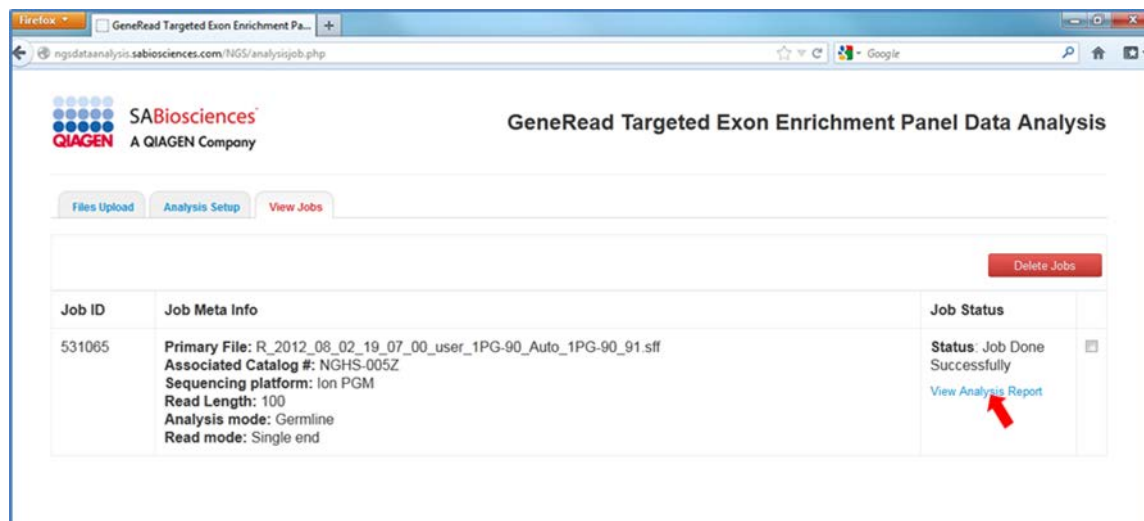 Firefox
GeneRead Targeted Exon Enrichment Pa...
ngsdataanalysis.sabiosciences.com/NGS/analysisjob.php
Google
QIAGEN
SABiosciences
A QIAGEN Company
GeneRead Targeted Exon Enrichment Panel Data Analysis
Files Upload
Analysis Setup
View Jobs
Delete Jobs
Job ID
Job Meta Info
Job Status
531065
Primary File: R_2012_08_02_19_07_00_user_1PG-90_Auto_1PG-90_91.sff
Associated Catalog #: NGHS-005Z
Sequencing platform: Ion PGM
Read Length: 100
Analysis mode: Germline
Read mode: Single end
Status: Job Done
Successfully
View Analysis Report